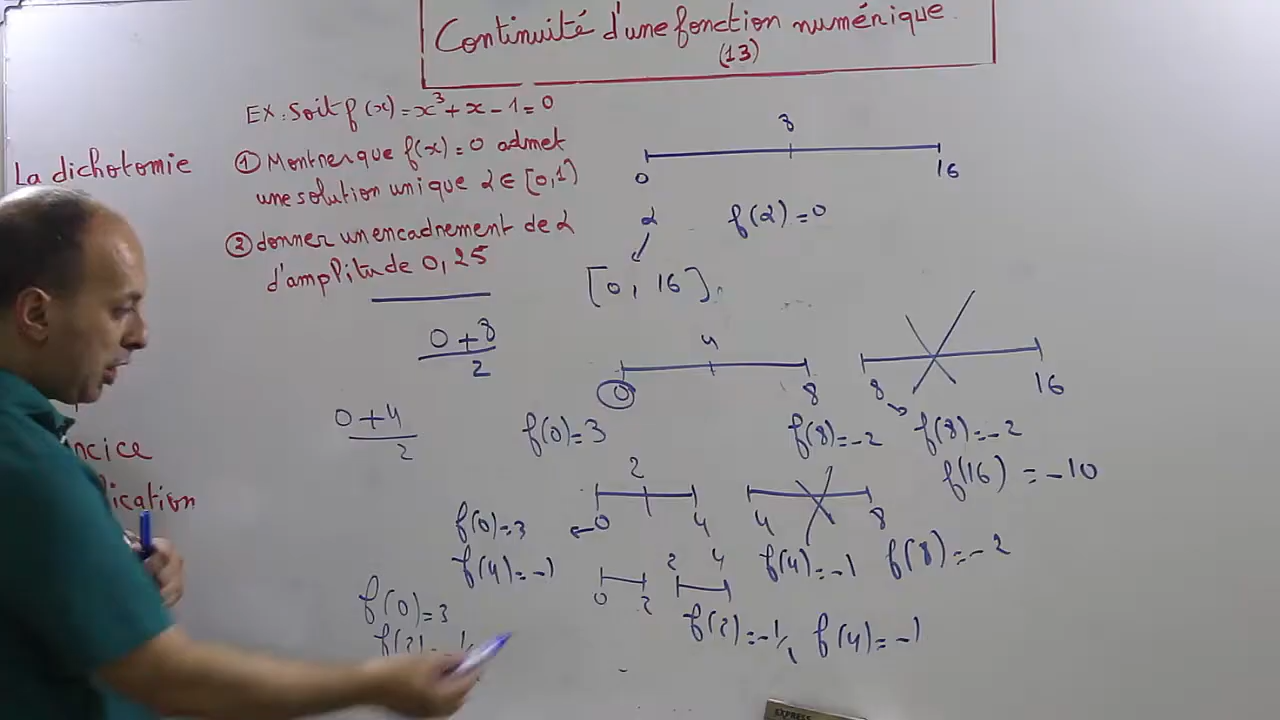 Continuité d'une fonction numérique.
(13)
EX: Soit f(x) = x³ + x - 1 = 0
La dichotomie
① Montrer que f(x) = 0 admet
une solution unique α ∈ [0,1]
② donner un encadrement de α
d'amplitude 0,25
8
0 16
α f(α) = 0
[0, 16]
0 + 8
2
4
0 8
8 16
0 + 4
2
f(0) = 3
f(8) = -2
f(8) = -2
f(16) = -10
ncice
lication
2
0 4
4 8
f(0) = 3
f(4) = -1
f(4) = -1 f(8) = -2
0 2
2 4
f(0) = 3
f(2) = -1, f(4) = -1
EXPERT